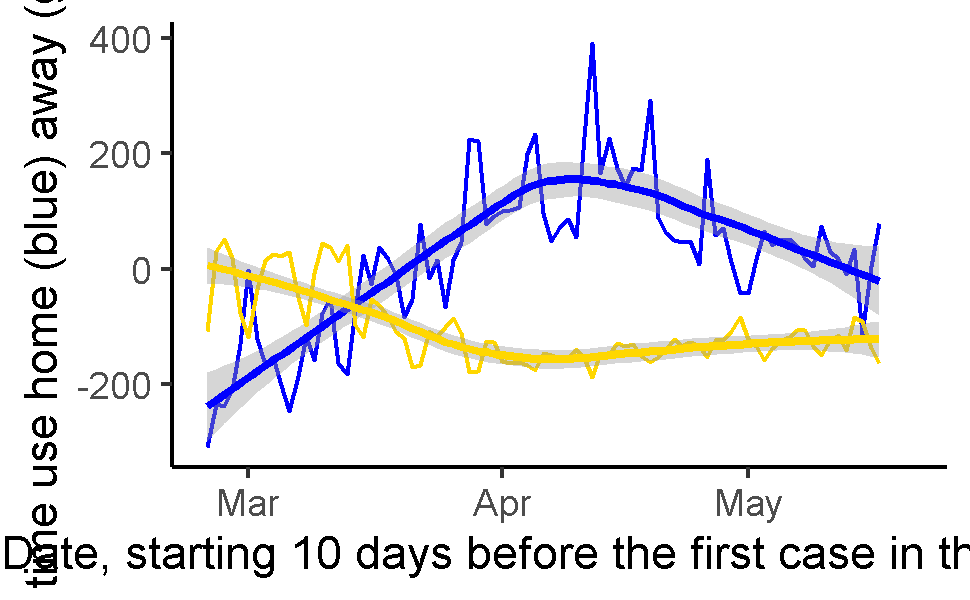 time use home (blue) away (
400
200
0
-200
Mar
Apr
May
Date, starting 10 days before the first case in th